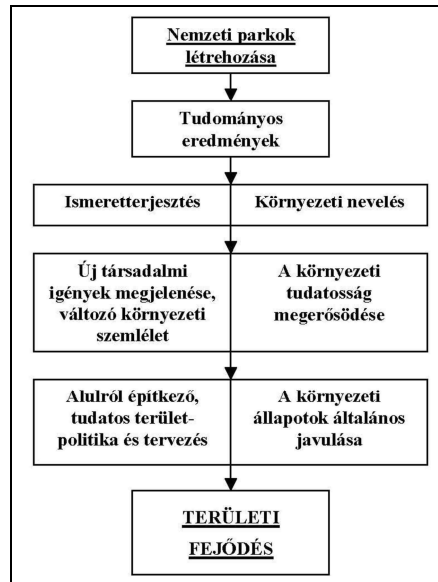 Nemzeti parkok
létrehozása
Tudományos
eredmények
Ismeretterjesztés
Környezeti nevelés
Új társadalmi
igények megjelenése,
változó környezeti
szemlélet
A környezeti
tudatosság
megerősödése
Alulról építkező,
tudatos terület-
politika és tervezés
A környezeti
állapotok általános
javulása
TERÜLETI
FEJŐDÉS